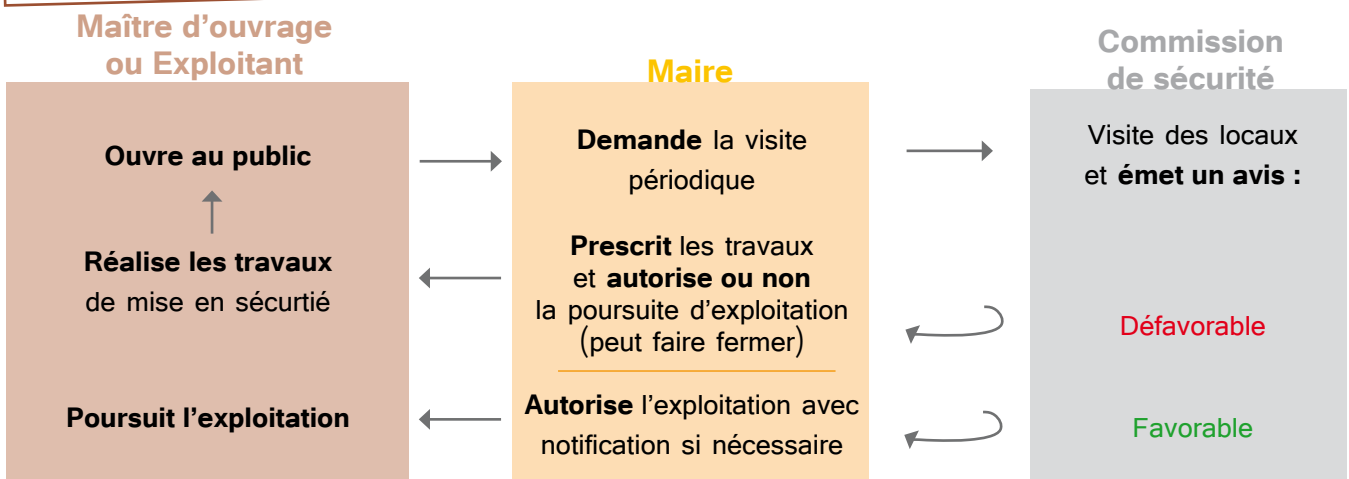 Maître d’ouvrage
ou Exploitant
Ouvre au public
Réalise les travaux
de mise en sécurtié
Poursuit l’exploitation
Maire
Demande la visite
périodique
Prescrit les travaux
et autorise ou non
la poursuite d’exploitation
(peut faire fermer)
Autorise l’exploitation avec
notification si nécessaire
Commission
de sécurité
Visite des locaux
et émet un avis :
Défavorable
Favorable